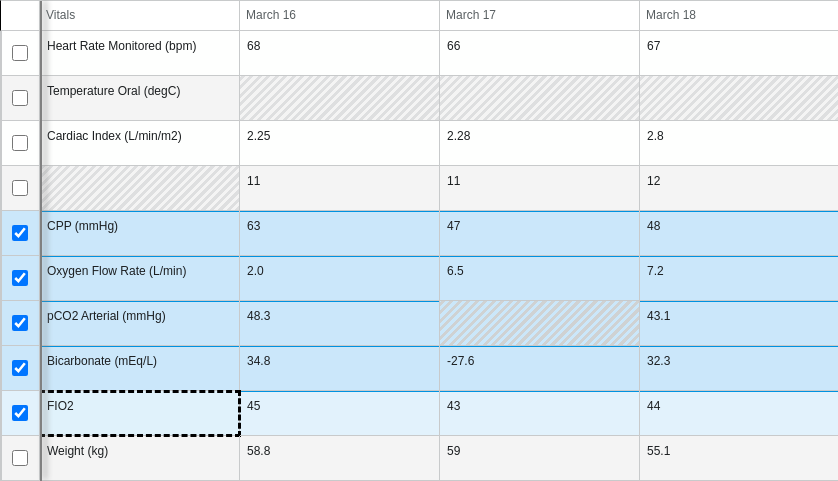 Vitals March 16 March 17 March 18
Heart Rate Monitored (bpm) 68 66 67
Temperature Oral (degC)
Cardiac Index (L/min/m2) 2.25 2.28 2.8
11 11 12
CPP (mmHg) 63 47 48
Oxygen Flow Rate (L/min) 2.0 6.5 7.2
pCO2 Arterial (mmHg) 48.3 43.1
Bicarbonate (mEq/L) 34.8 -27.6 32.3
FIO2 45 43 44
Weight (kg) 58.8 59 55.1